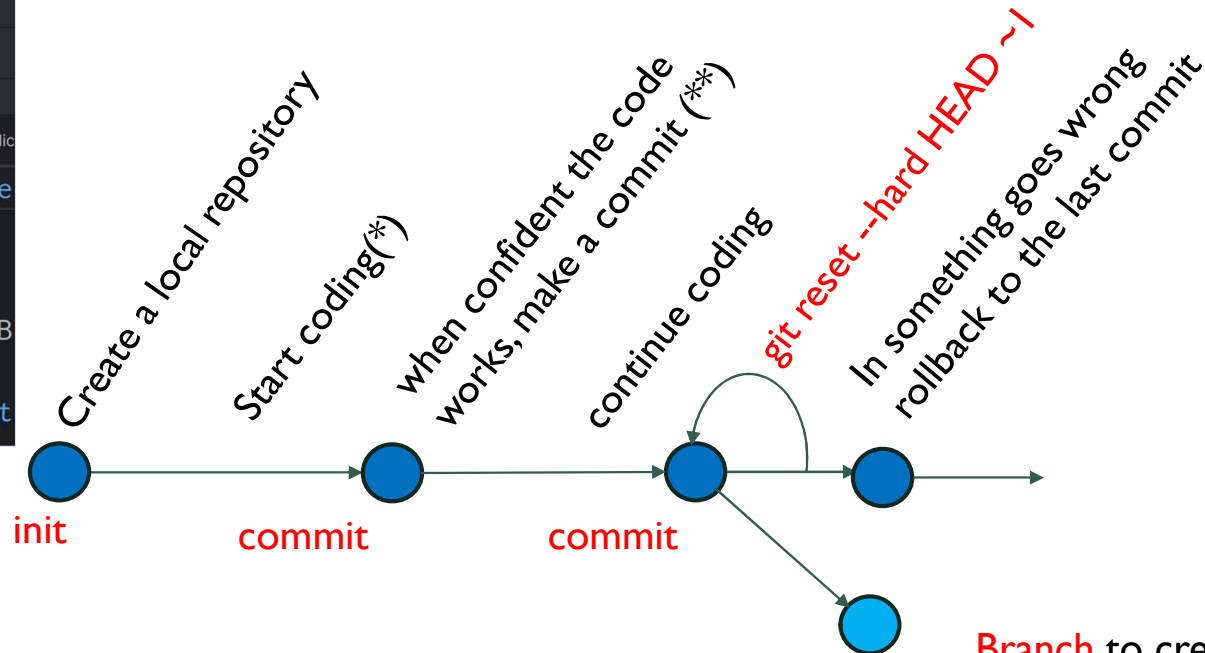 Create a local repository
Start coding(*)
when confident the code
works, make a commit (**)
continue coding
git reset --hard HEAD ~1
In something goes wrong
rollback to the last commit
init
commit
commit
Branch to cre
lic
e
B
t